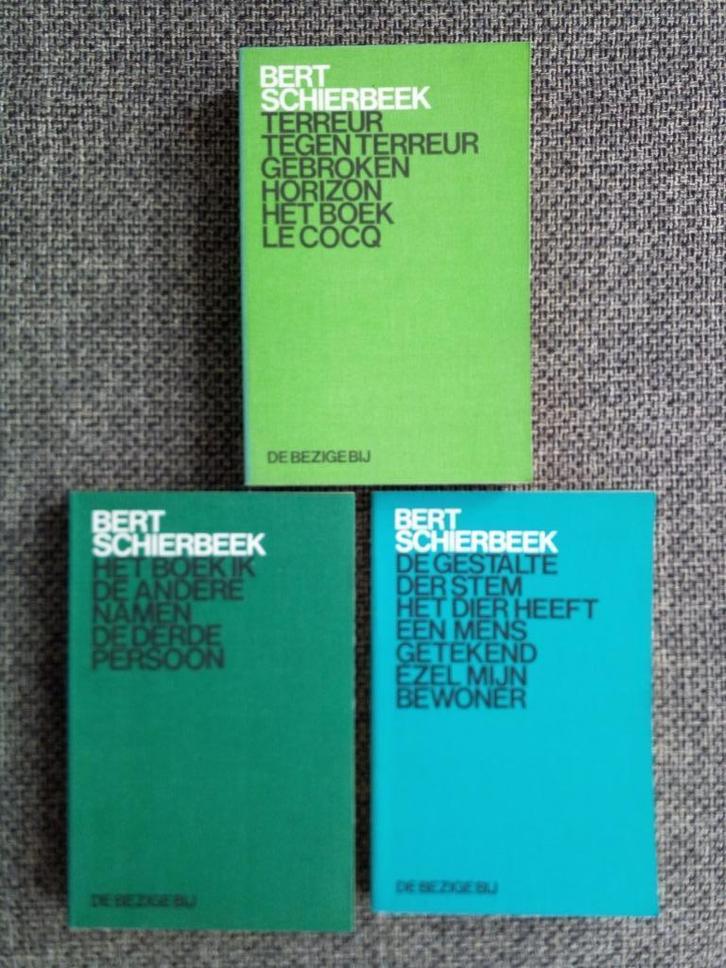 BERT
SCHIERBEEK
TERREUR
TEGEN TERREUR
GEBROKEN
HORIZON
HET BOEK
LE COCQ
DE BEZIGE BIJ
BERT
SCHIERBEEK
HET BOEK IK
DE ANDERE
NAMEN
DE DERDE
PERSOON
DE BEZIGE BIJ
BERT
SCHIERBEEK
DE GESTALTE
DER STEM
HET DIER HEEFT
EEN MENS
GETEKEND
EZEL MIJN
BEWONER
DE BEZIGE BIJ